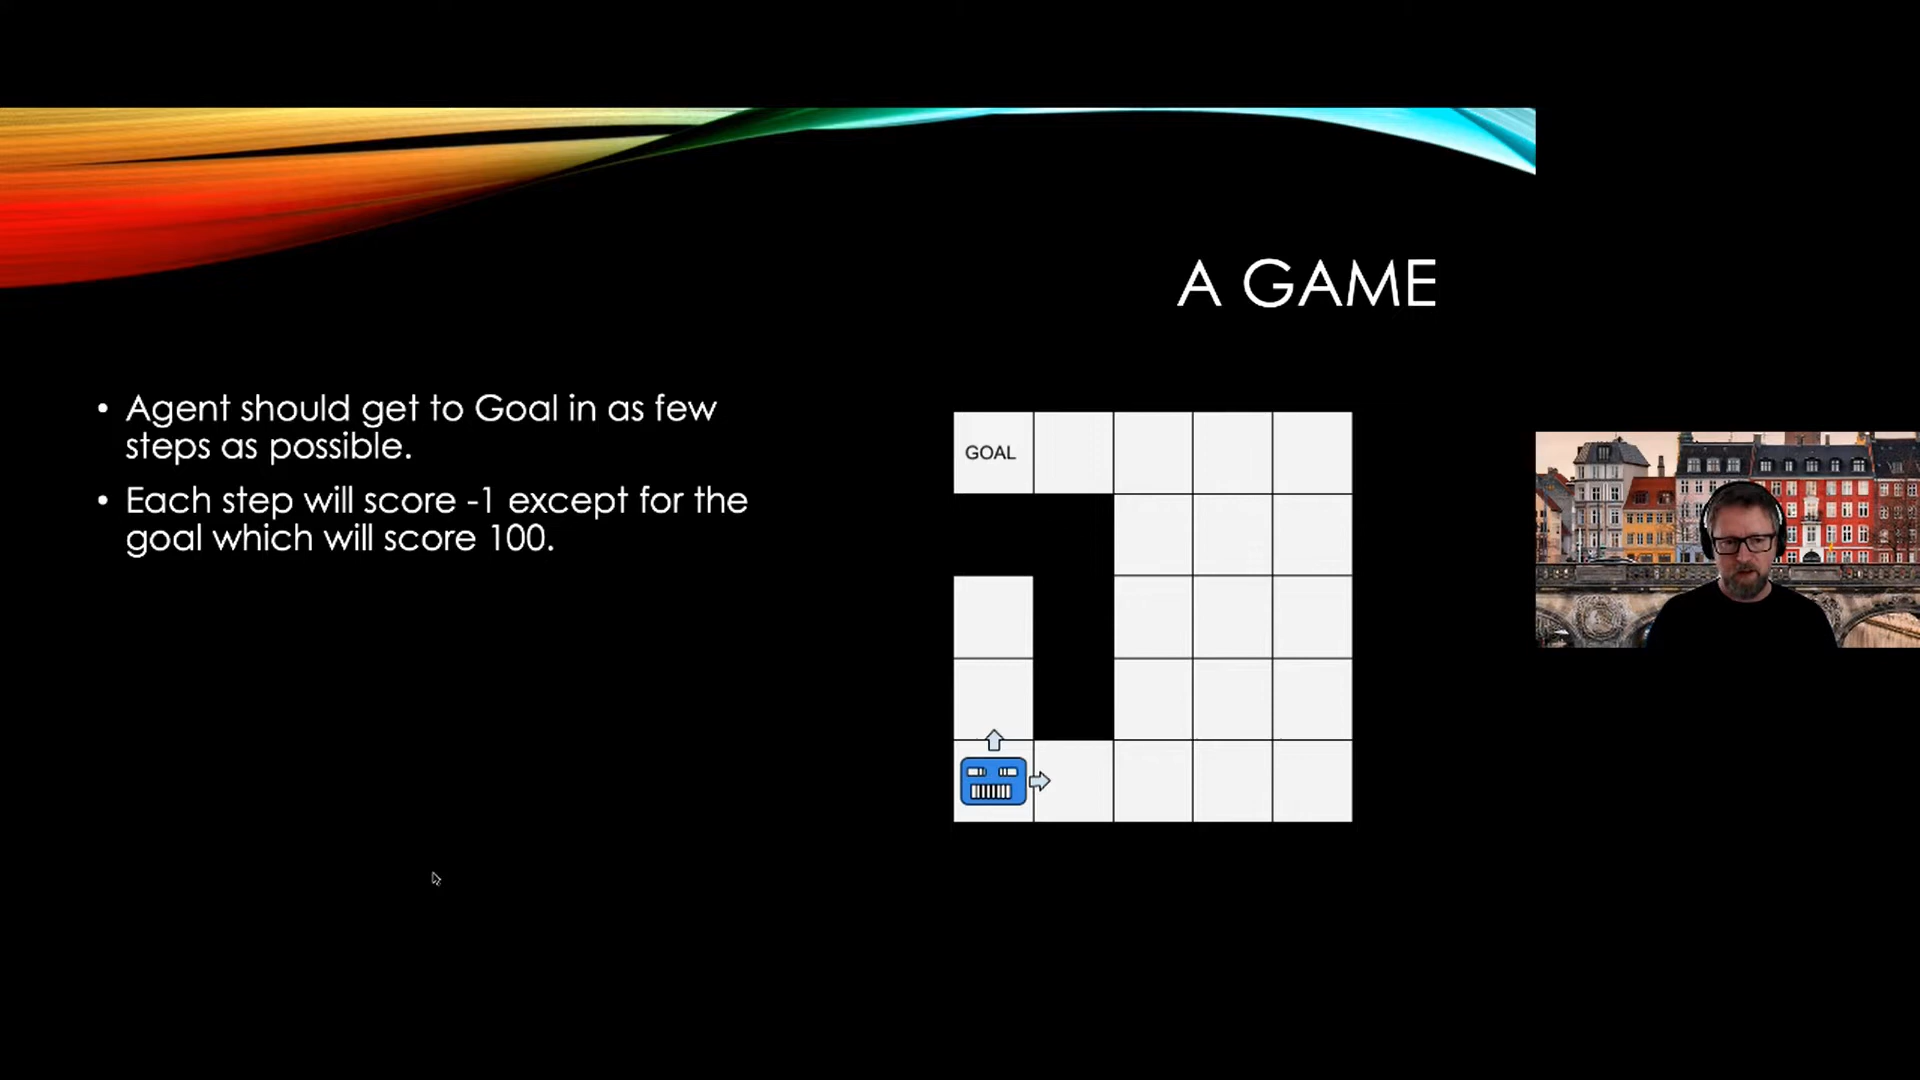 A GAME
• Agent should get to Goal in as few
steps as possible.
• Each step will score -1 except for the
goal which will score 100.
GOAL